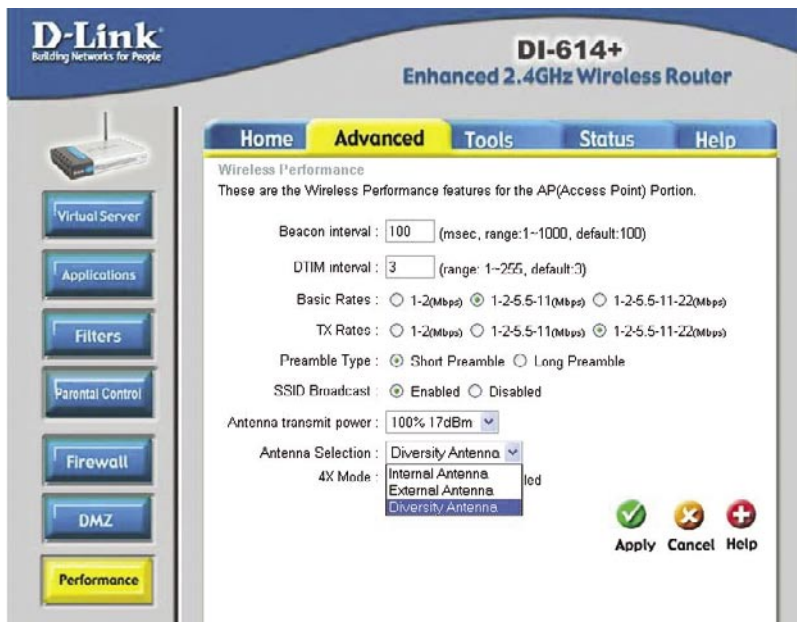 D-Link
Building Networks for People
DI-614+
Enhanced 2.4GHz Wireless Router
Home Advanced Tools Status Help
Virtual Server
Applications
Filters
Parental Control
Firewall
DMZ
Performance
Wireless Performance
These are the Wireless Performance features for the AP(Access Point) Portion.
Beacon interval : 100 (msec, range:1~1000, default:100)
DTIM interval : 3 (range: 1~255, default:3)
Basic Rates : 1-2(Mbps) 1-2-5.5-11(Mbps) 1-2-5.5-11-22(Mbps)
TX Rates : 1-2(Mbps) 1-2-5.5-11(Mbps) 1-2-5.5-11-22(Mbps)
Preamble Type : Short Preamble Long Preamble
SSID Broadcast : Enabled Disabled
Antenna transmit power : 100% 17dBm
Antenna Selection : Diversity Antenna
4X Mode : led
Internal Antenna
External Antenna
Diversity Antenna
Apply Cancel Help